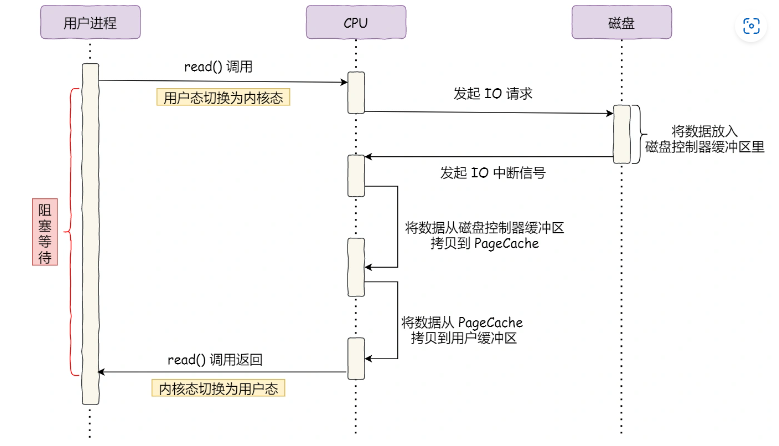 用户进程
CPU
磁盘
read() 调用
用户态切换为内核态
发起 IO 请求
将数据放入
磁盘控制器缓冲区里
发起 IO 中断信号
阻
塞
等
待
将数据从磁盘控制器缓冲区
拷贝到 PageCache
将数据从 PageCache
拷贝到用户缓冲区
read() 调用返回
内核态切换为用户态